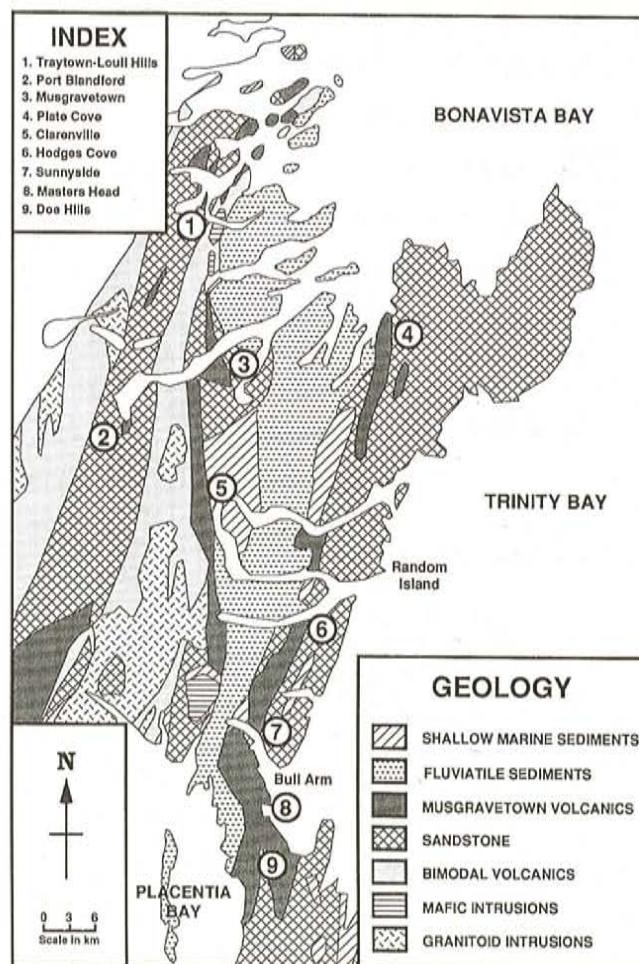 INDEX
1. Traytown-Loull Hills
2. Port Blandford
3. Musgravetown
4. Plate Cove
5. Clarenville
6. Hodges Cove
7. Sunnyside
8. Masters Head
9. Doe Hills
BONAVISTA BAY
1
4
3
2
5
TRINITY BAY
Random
Island
6
7
Bull Arm
8
9
PLACENTIA
BAY
N
0 3 6
Scale in km
GEOLOGY
SHALLOW MARINE SEDIMENTS
FLUVIATILE SEDIMENTS
MUSGRAVETOWN VOLCANICS
SANDSTONE
BIMODAL VOLCANICS
MAFIC INTRUSIONS
GRANITOID INTRUSIONS